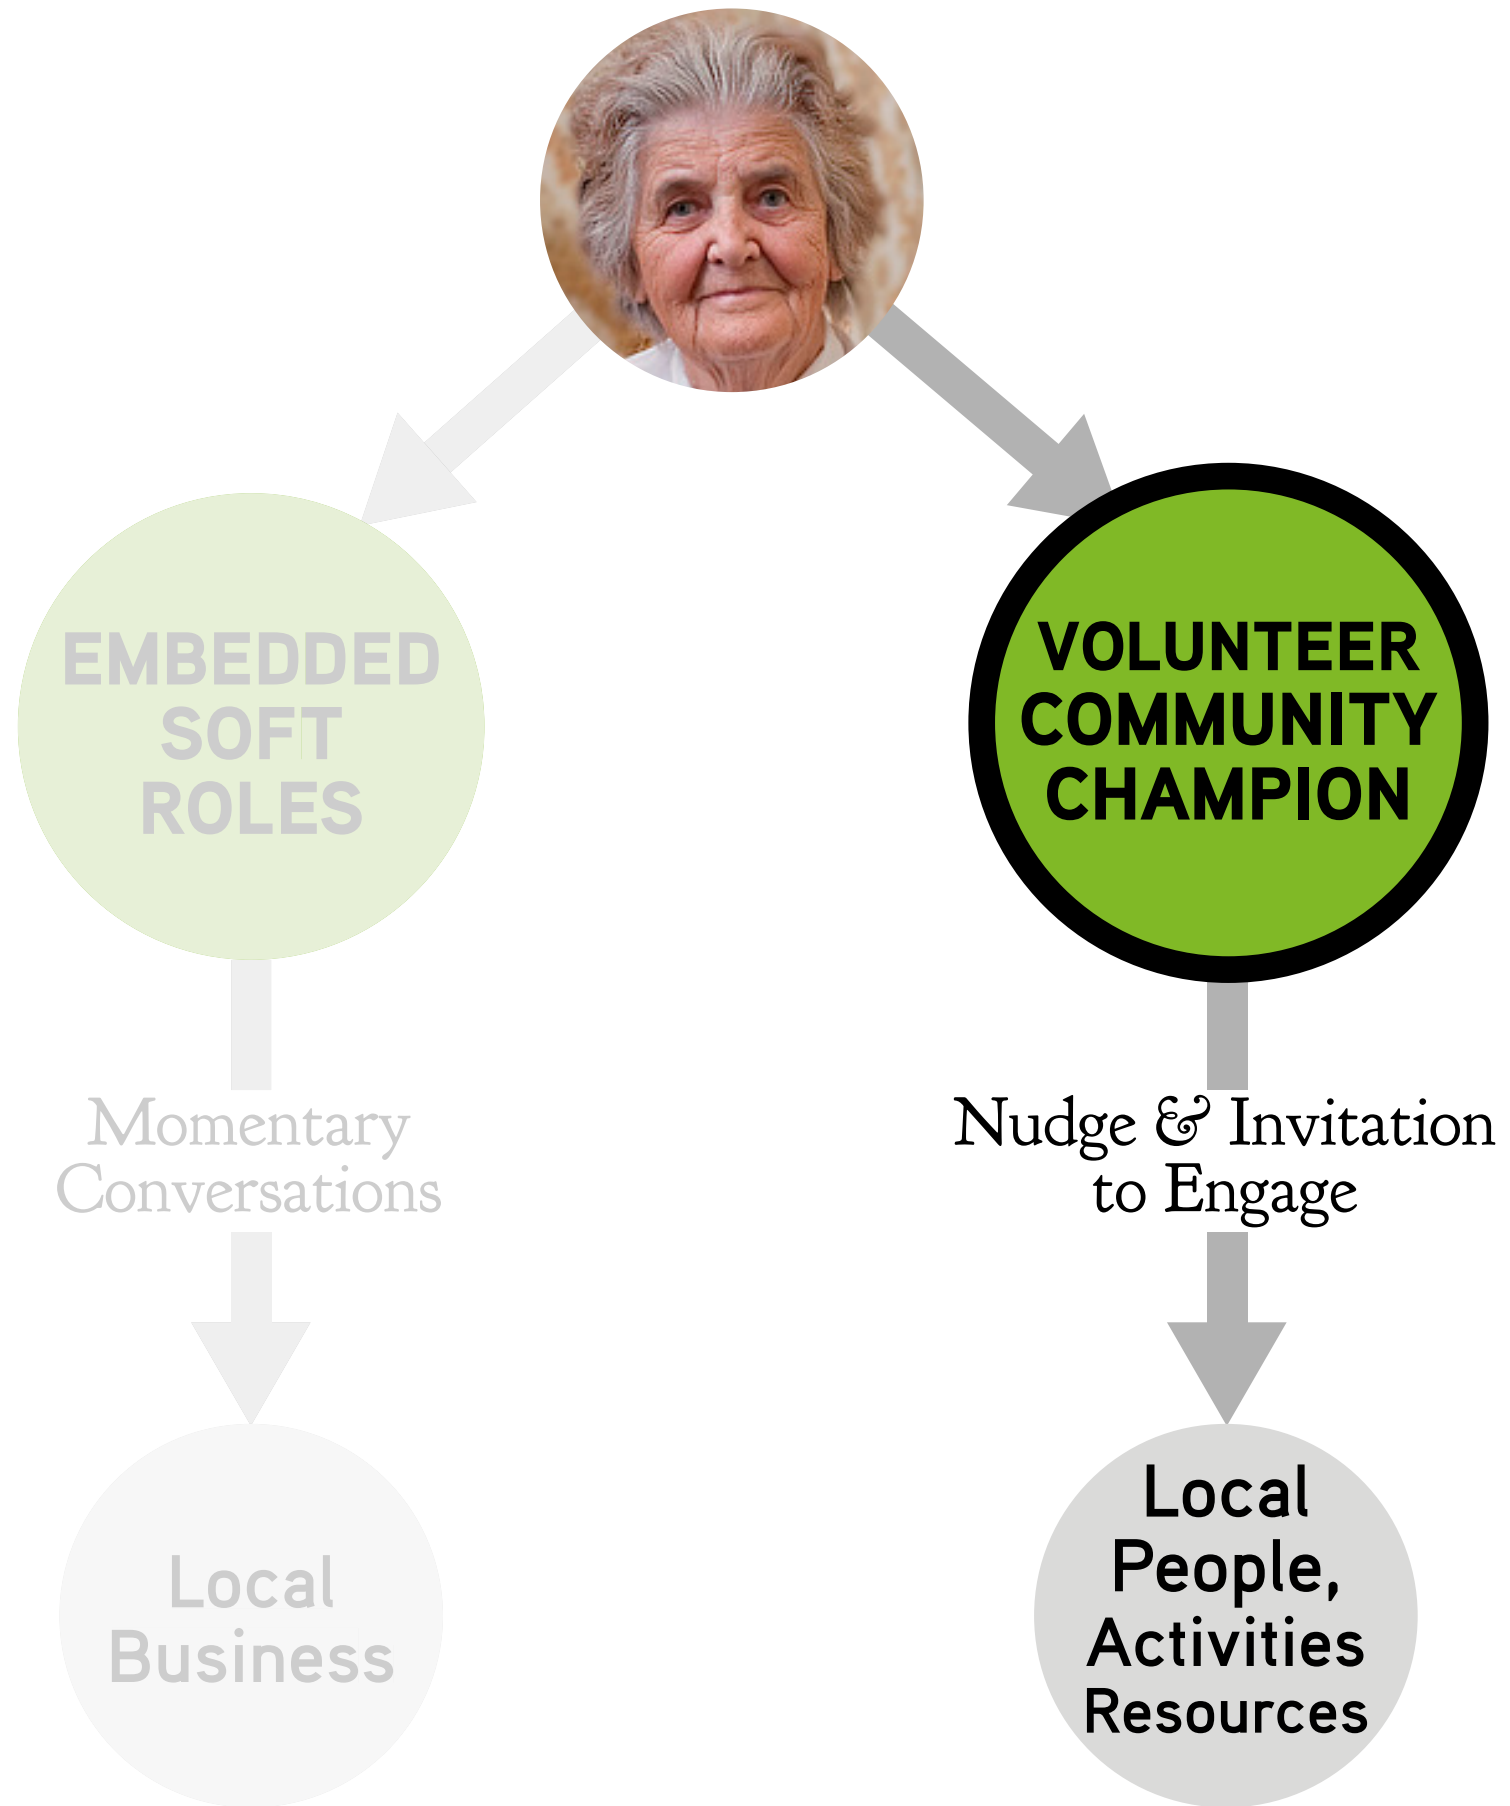 EMBEDDED
SOFT
ROLES
Momentary
Conversations
Local
Business
VOLUNTEER
COMMUNITY
CHAMPION
Nudge & Invitation
to Engage
Local
People,
Activities
Resources